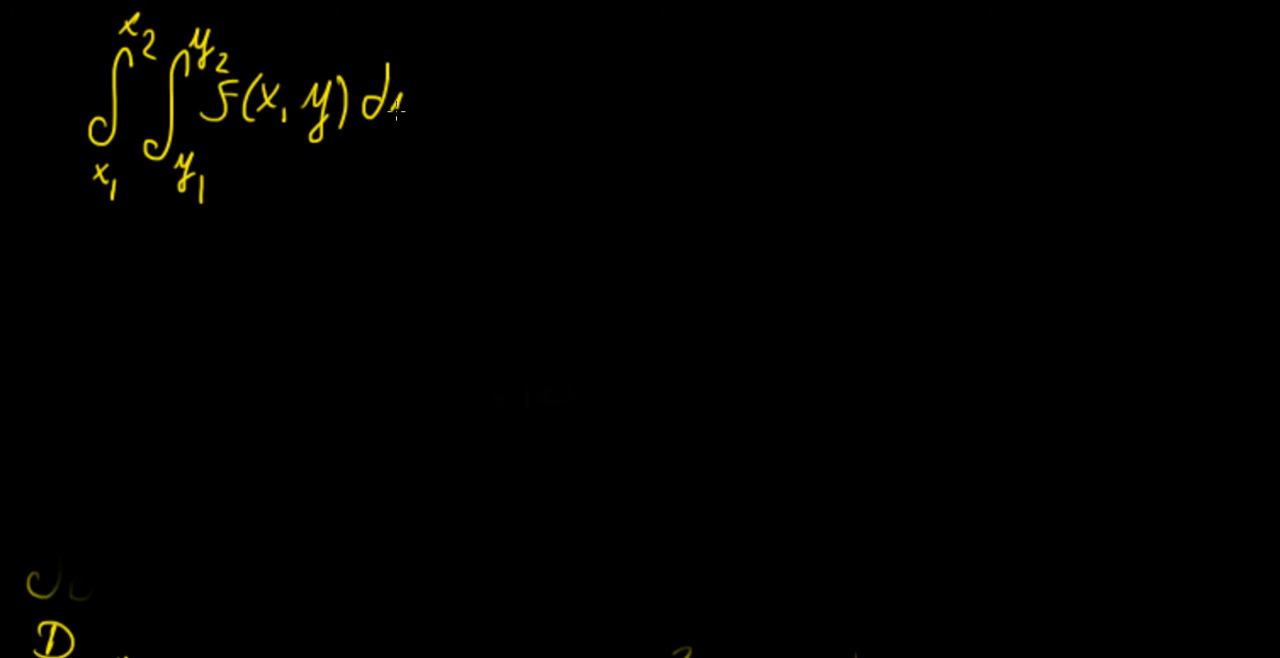 ∫_{x₁}^{x₂} ∫_{y₁}^{y₂} f(x, y) d
D